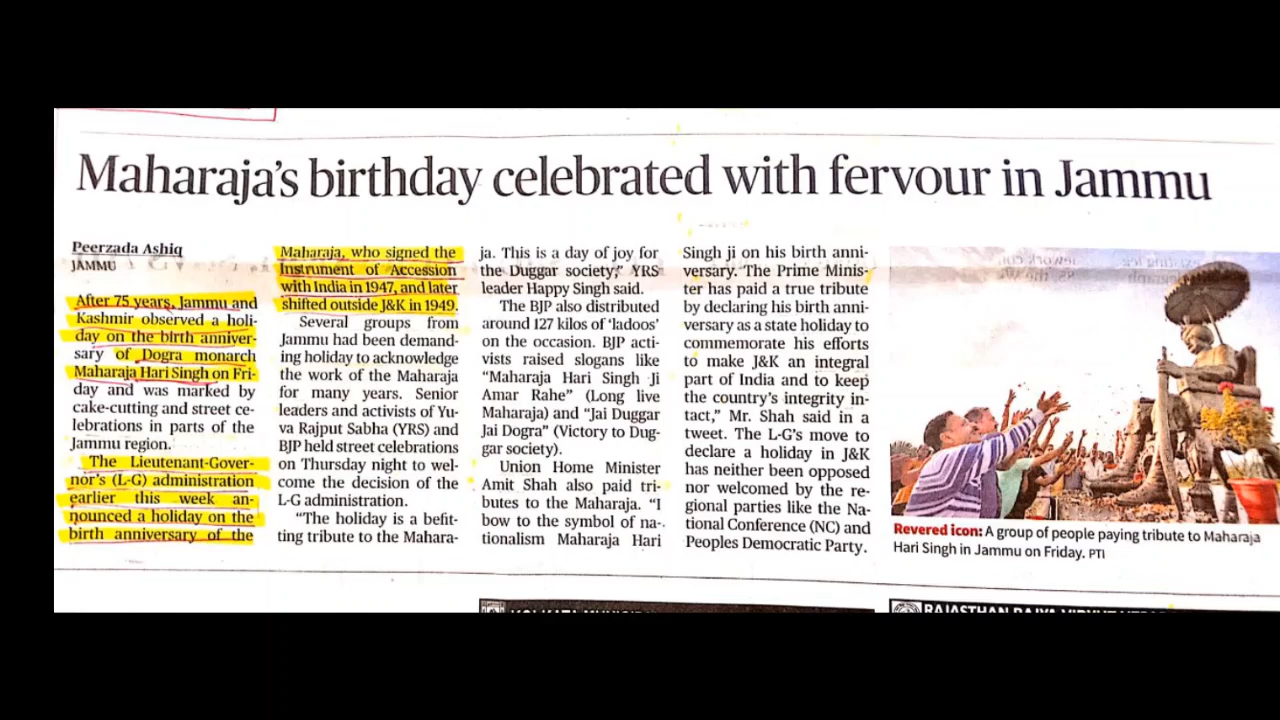 Maharaja's birthday celebrated with fervour in Jammu
Peerzada Ashiq
JAMMU
After 75 years, Jammu and
Kashmir observed a holi-
day on the birth anniver-
sary of Dogra monarch
Maharaja Hari Singh on Fri-
day and was marked by
cake-cutting and street ce-
lebrations in parts of the
Jammu region.
The Lieutenant-Gover-
nor's (L-G) administration
earlier this week an-
nounced a holiday on the
birth anniversary of the
Maharaja, who signed the
Instrument of Accession
with India in 1947, and later
shifted outside J&K in 1949.
Several groups from
Jammu had been demand-
ing holiday to acknowledge
the work of the Maharaja
for many years. Senior
leaders and activists of Yu-
va Rajput Sabha (YRS) and
BJP held street celebrations
on Thursday night to wel-
come the decision of the
L-G administration.
"The holiday is a befit-
ting tribute to the Mahara-
ja. This is a day of joy for
the Duggar society," YRS
leader Happy Singh said.
The BJP also distributed
around 127 kilos of 'ladoos'
on the occasion. BJP acti-
vists raised slogans like
"Maharaja Hari Singh Ji
Amar Rahe" (Long live
Maharaja) and "Jai Duggar
Jai Dogra" (Victory to Dug-
gar society).
Union Home Minister
Amit Shah also paid tri-
butes to the Maharaja. "I
bow to the symbol of na-
tionalism Maharaja Hari
Singh ji on his birth anni-
versary. The Prime Minis-
ter has paid a true tribute
by declaring his birth anni-
versary as a state holiday to
commemorate his efforts
to make J&K an integral
part of India and to keep
the country's integrity in-
tact," Mr. Shah said in a
tweet. The L-G's move to
declare a holiday in J&K
has neither been opposed
nor welcomed by the re-
gional parties like the Na-
tional Conference (NC) and
Peoples Democratic Party.
Revered icon: A group of people paying tribute to Maharaja
Hari Singh in Jammu on Friday. PTI